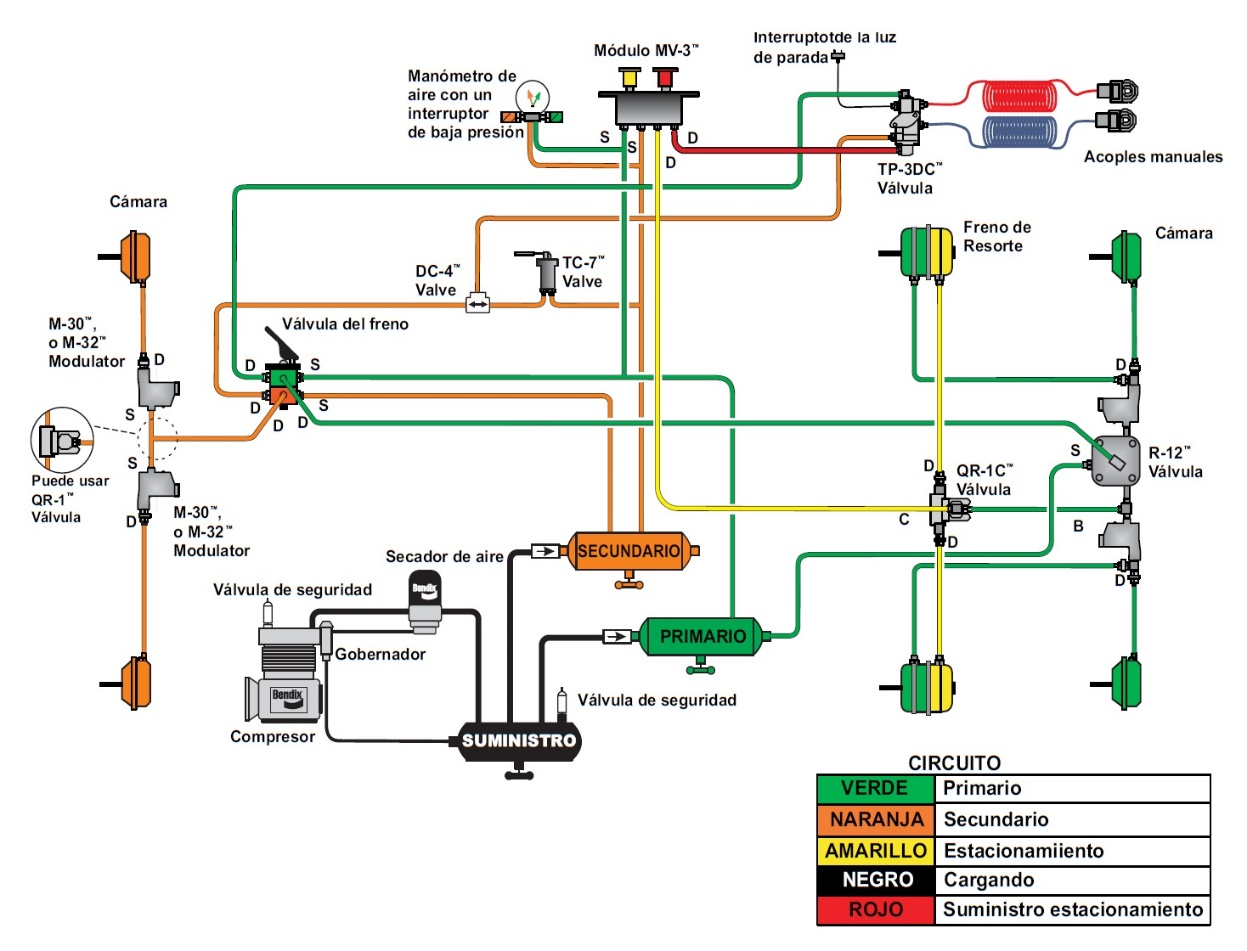 Interruptotde la luz
de parada
Módulo MV-3™
Manómetro de
aire con un
interruptor
de baja presión
S
S
D
D
TP-3DC™
Válvula
Acoples manuales
Cámara
Freno de
Resorte
Cámara
DC-4™
Valve
TC-7™
Valve
Válvula del freno
M-30™,
o M-32™
Modulator
D
D
S
D
S
D
D
S
D
S
Puede usar
QR-1™
Válvula
S
D
M-30™,
o M-32™
Modulator
D
QR-1C™
Válvula
C
D
B
S
R-12™
Válvula
D
SECUNDARIO
Secador de aire
Bendix
Válvula de seguridad
PRIMARIO
Gobernador
Bendix
Compresor
Válvula de seguridad
SUMINISTRO
CIRCUITO
VERDE Primario
NARANJA Secundario
AMARILLO Estacionamiiento
NEGRO Cargando
ROJO Suministro estacionamiento